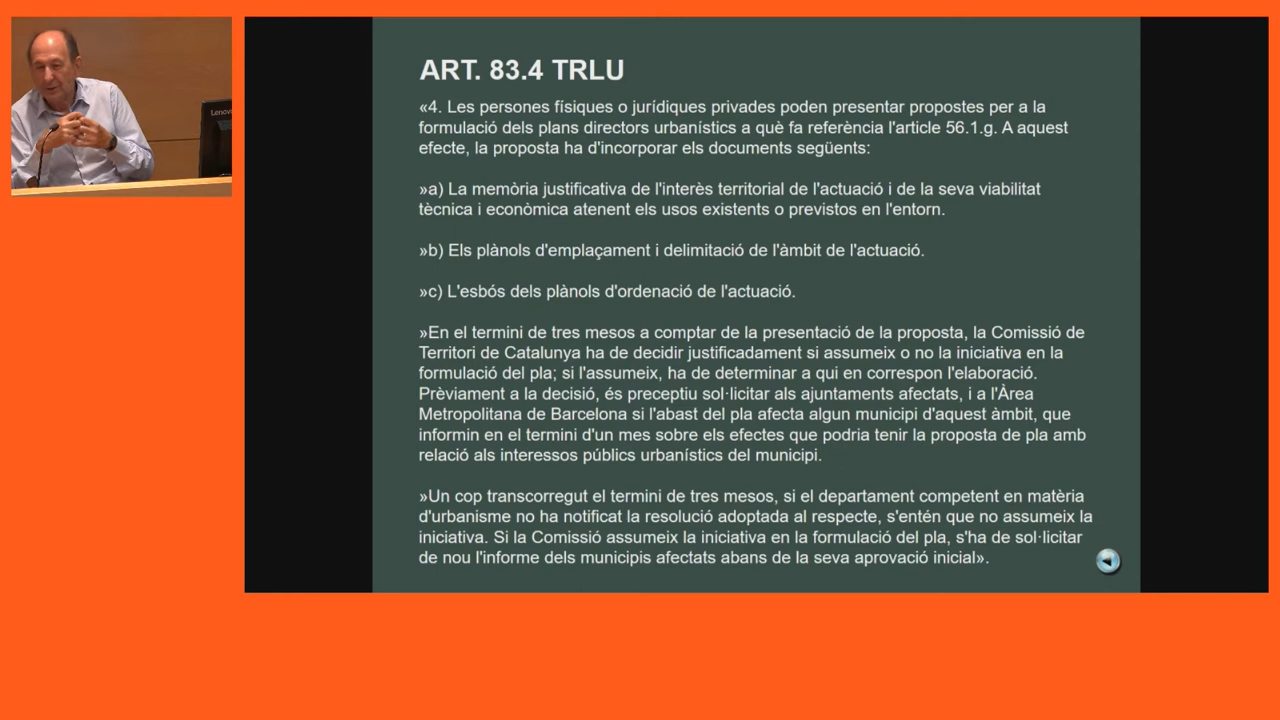 Lenovo
ART. 83.4 TRLU
«4. Les persones físiques o jurídiques privades poden presentar propostes per a la
formulació dels plans directors urbanístics a què fa referència l'article 56.1.g. A aquest
efecte, la proposta ha d'incorporar els documents següents:
»a) La memòria justificativa de l'interès territorial de l'actuació i de la seva viabilitat
tècnica i econòmica atenent els usos existents o previstos en l'entorn.
»b) Els plànols d'emplaçament i delimitació de l'àmbit de l'actuació.
»c) L'esbós dels plànols d'ordenació de l'actuació.
»En el termini de tres mesos a comptar de la presentació de la proposta, la Comissió de
Territori de Catalunya ha de decidir justificadament si assumeix o no la iniciativa en la
formulació del pla; si l'assumeix, ha de determinar a qui en correspon l'elaboració.
Prèviament a la decisió, és preceptiu sol·licitar als ajuntaments afectats, i a l'Àrea
Metropolitana de Barcelona si l'abast del pla afecta algun municipi d'aquest àmbit, que
informin en el termini d'un mes sobre els efectes que podria tenir la proposta de pla amb
relació als interessos públics urbanístics del municipi.
»Un cop transcorregut el termini de tres mesos, si el departament competent en matèria
d'urbanisme no ha notificat la resolució adoptada al respecte, s'entén que no assumeix la
iniciativa. Si la Comissió assumeix la iniciativa en la formulació del pla, s'ha de sol·licitar
de nou l'informe dels municipis afectats abans de la seva aprovació inicial».